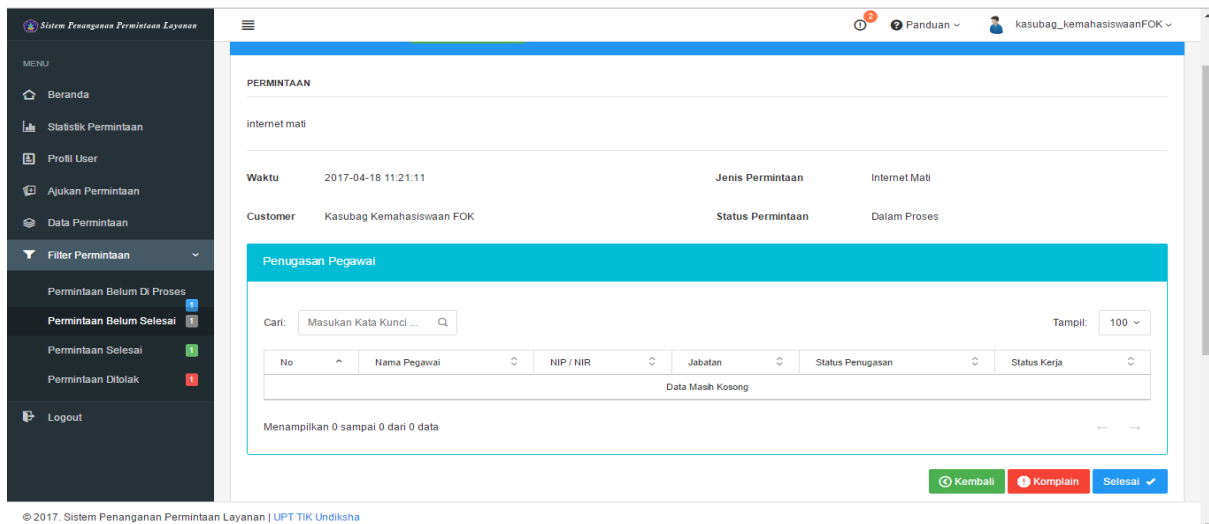 Sistem Penanganan Permintaan Layanan
2
Panduan
kasubag_kemahasiswaanFOK
MENU
Beranda
Statistik Permintaan
Profil User
Ajukan Permintaan
Data Permintaan
Filter Permintaan
Permintaan Belum Di Proses
1
Permintaan Belum Selesai 1
Permintaan Selesai 1
Permintaan Ditolak 1
Logout
PERMINTAAN
internet mati
Waktu 2017-04-18 11:21:11 Jenis Permintaan Internet Mati
Customer Kasubag Kemahasiswaan FOK Status Permintaan Dalam Proses
Penugasan Pegawai
Cari: Masukan Kata Kunci ... Tampil: 100
No Nama Pegawai NIP / NIR Jabatan Status Penugasan Status Kerja
Data Masih Kosong
Menampilkan 0 sampai 0 dari 0 data ← →
Kembali Komplain Selesai
© 2017. Sistem Penanganan Permintaan Layanan | UPT TIK Undiksha